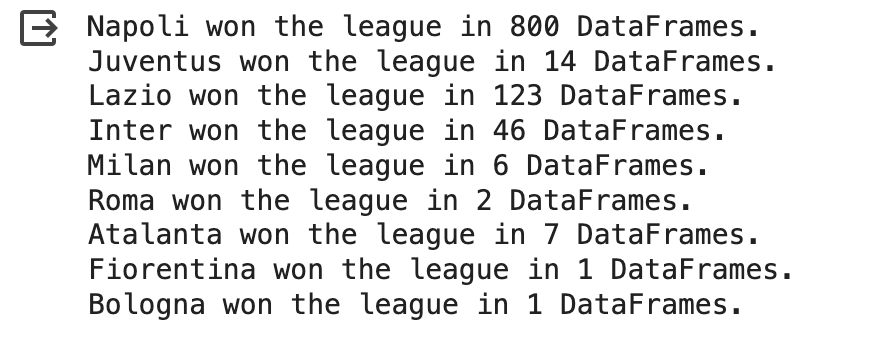 Napoli won the league in 800 DataFrames.
Juventus won the league in 14 DataFrames.
Lazio won the league in 123 DataFrames.
Inter won the league in 46 DataFrames.
Milan won the league in 6 DataFrames.
Roma won the league in 2 DataFrames.
Atalanta won the league in 7 DataFrames.
Fiorentina won the league in 1 DataFrames.
Bologna won the league in 1 DataFrames.